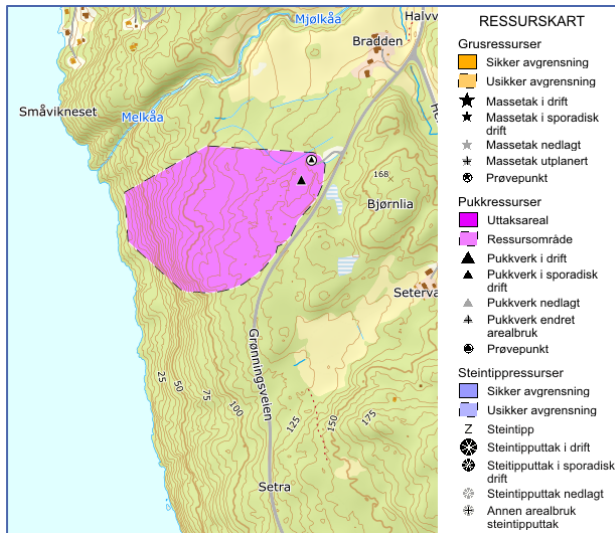 Mjølkåa
Halvv
Bradden
Småvikneset
Melkåa
He
168
Bjørnlia
Seterva
Grønningsveien
25
50
75
100
125
150
175
Setra
RESSURSKART
Grusressurser
Sikker avgrensning
Usikker avgrensning
Massetak i drift
Massetak i sporadisk
drift
Massetak nedlagt
Massetak utplanert
Prøvepunkt
Pukkressurser
Uttaksareal
Ressursområde
Pukkverk i drift
Pukkverk i sporadisk
drift
Pukkverk nedlagt
Pukkverk endret
arealbruk
Prøvepunkt
Steintippressurser
Sikker avgrensning
Usikker avgrensning
Z Steintipp
Steintipputtak i drift
Steitipputtak i sporadisk
drift
Steintipputtak nedlagt
Annen arealbruk
steintipputtak